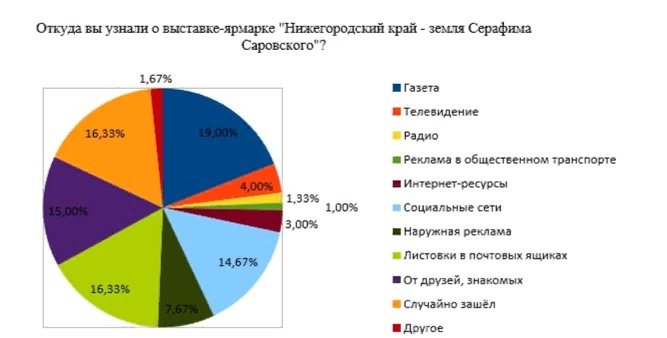 Откуда вы узнали о выставке-ярмарке "Нижегородский край - земля Серафима
Саровского"?
1,67%
19,00%
4,00%
1,33%
1,00%
3,00%
14,67%
7,67%
16,33%
15,00%
16,33%
Газета
Телевидение
Радио
Реклама в общественном транспорте
Интернет-ресурсы
Социальные сети
Наружная реклама
Листовки в почтовых ящиках
От друзей, знакомых
Случайно зашёл
Другое